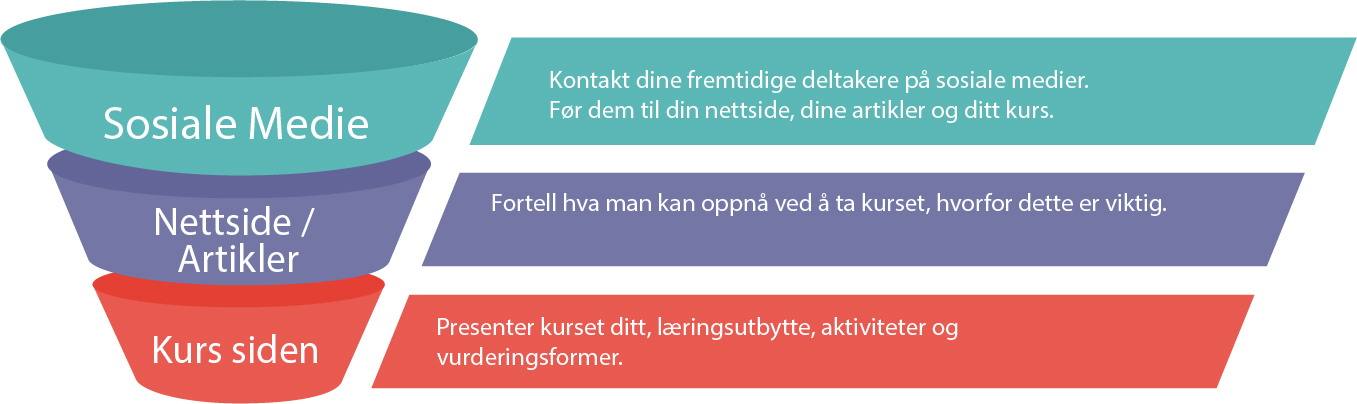 Sosiale Medie
Kontakt dine fremtidige deltakere på sosiale medier.
Før dem til din nettside, dine artikler og ditt kurs.
Nettside /
Artikler
Fortell hva man kan oppnå ved å ta kurset, hvorfor dette er viktig.
Kurs siden
Presenter kurset ditt, læringsutbytte, aktiviteter og
vurderingsformer.